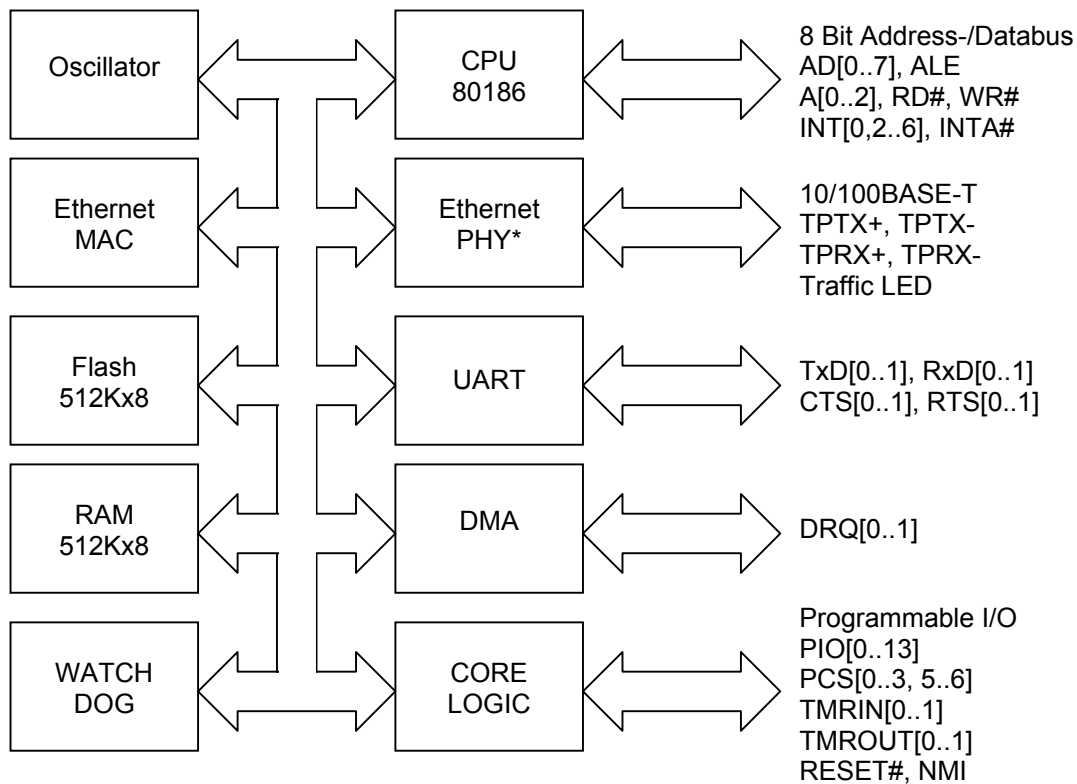 Oscillator
CPU
80186
8 Bit Address-/Databus
AD[0..7], ALE
A[0..2], RD#, WR#
INT[0,2..6], INTA#
Ethernet
MAC
Ethernet
PHY*
10/100BASE-T
TPTX+, TPTX-
TPRX+, TPRX-
Traffic LED
Flash
512Kx8
UART
TxD[0..1], RxD[0..1]
CTS[0..1], RTS[0..1]
RAM
512Kx8
DMA
DRQ[0..1]
WATCH
DOG
CORE
LOGIC
Programmable I/O
PIO[0..13]
PCS[0..3, 5..6]
TMRIN[0..1]
TMROUT[0..1]
RESET#, NMI